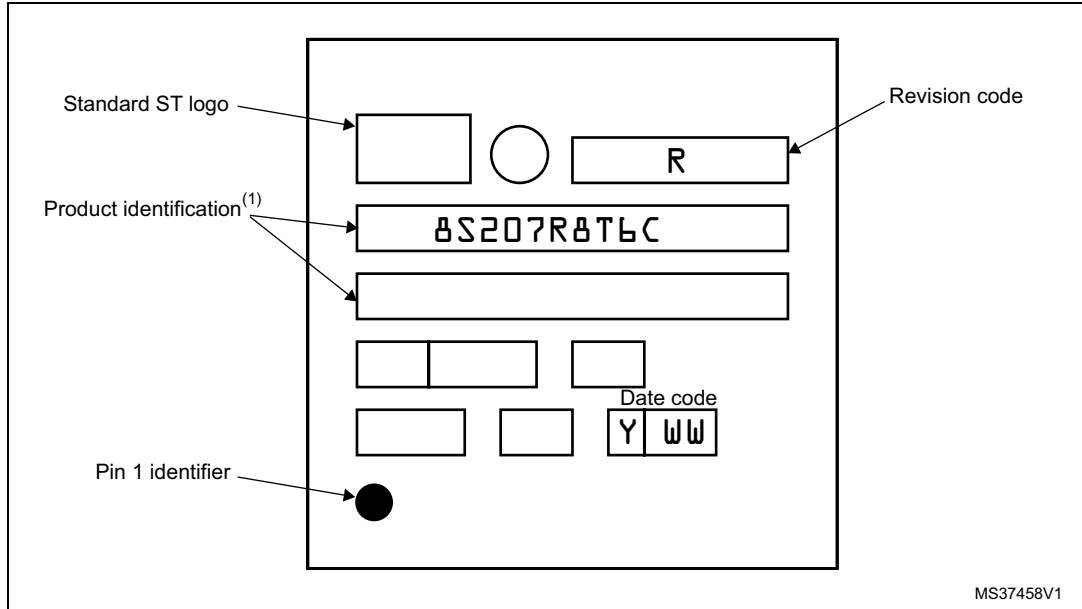 Standard ST logo
Revision code
R
Product identification(1)
8S207R8T6C
Date code
Y WW
Pin 1 identifier
MS37458V1